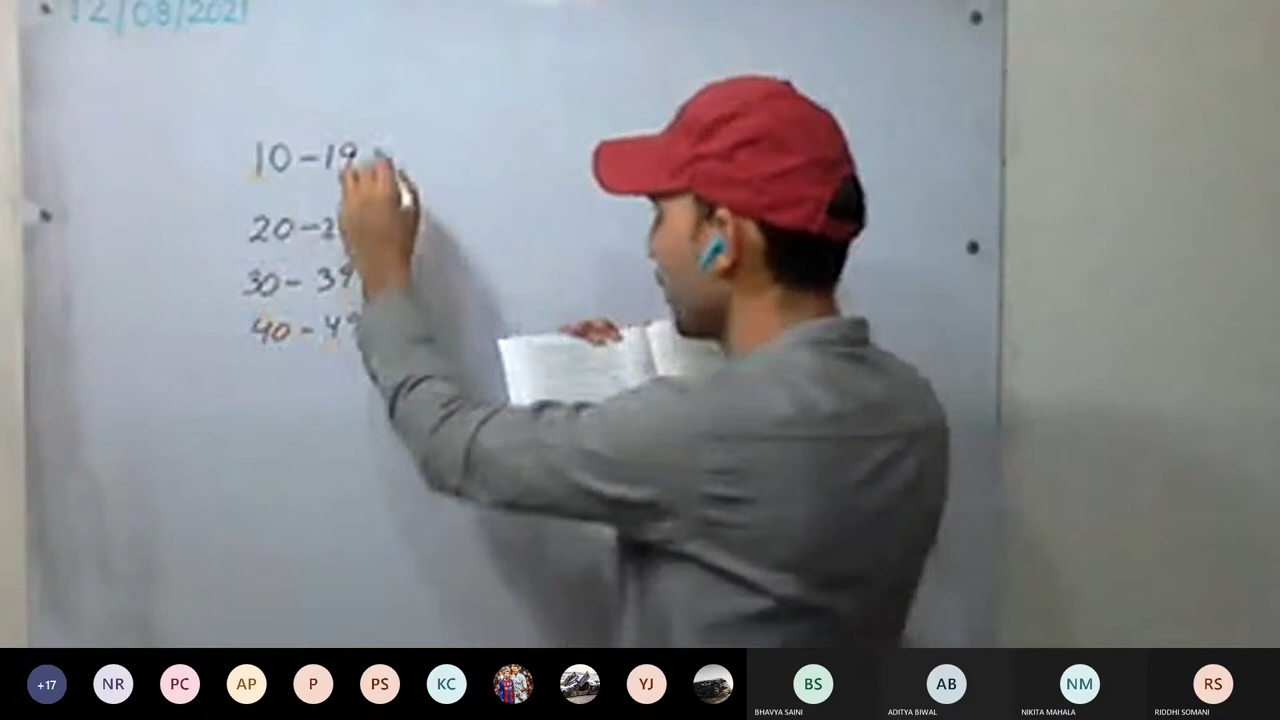 12/08/2021
10-19
20-2
30-39
40-49
+17 NR PC AP P PS KC YJ BS AB NM RS
BHAVYA SAINI ADITYA BIWAL NIKITA MAHALA RIDDHI SOMANI